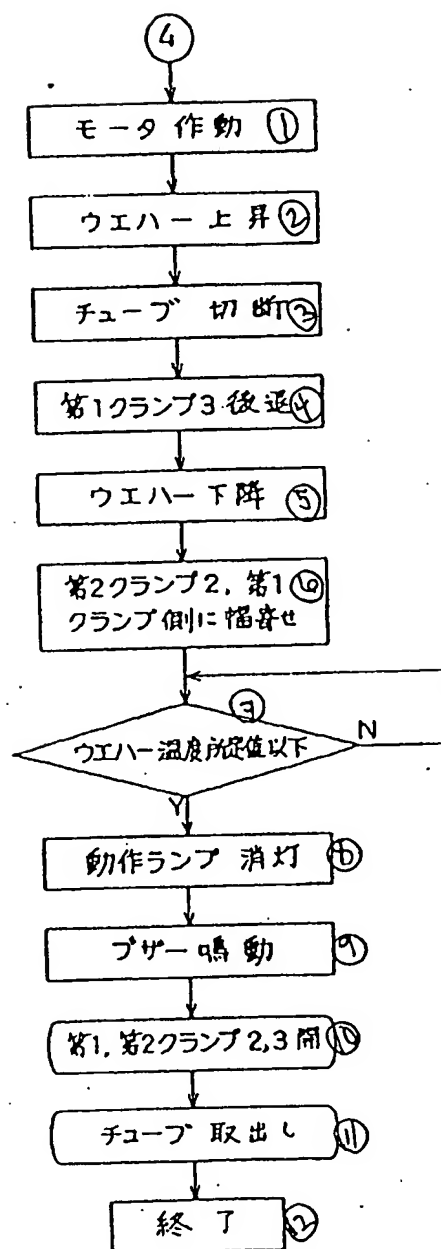 ④
モータ作動 ①
ウエハー上昇 ②
チューブ 切断 ③
第1クランプ3 後退 ④
ウエハー下降 ⑤
第2クランプ2, 第1 ⑥
クランプ側に幅寄せ
⑦
ウエハー温度所定値以下
N
Y
動作ランプ 消灯 ⑧
ブザー鳴動 ⑨
第1, 第2クランプ2,3開 ⑩
チューブ 取出し ⑪
終了 ⑫